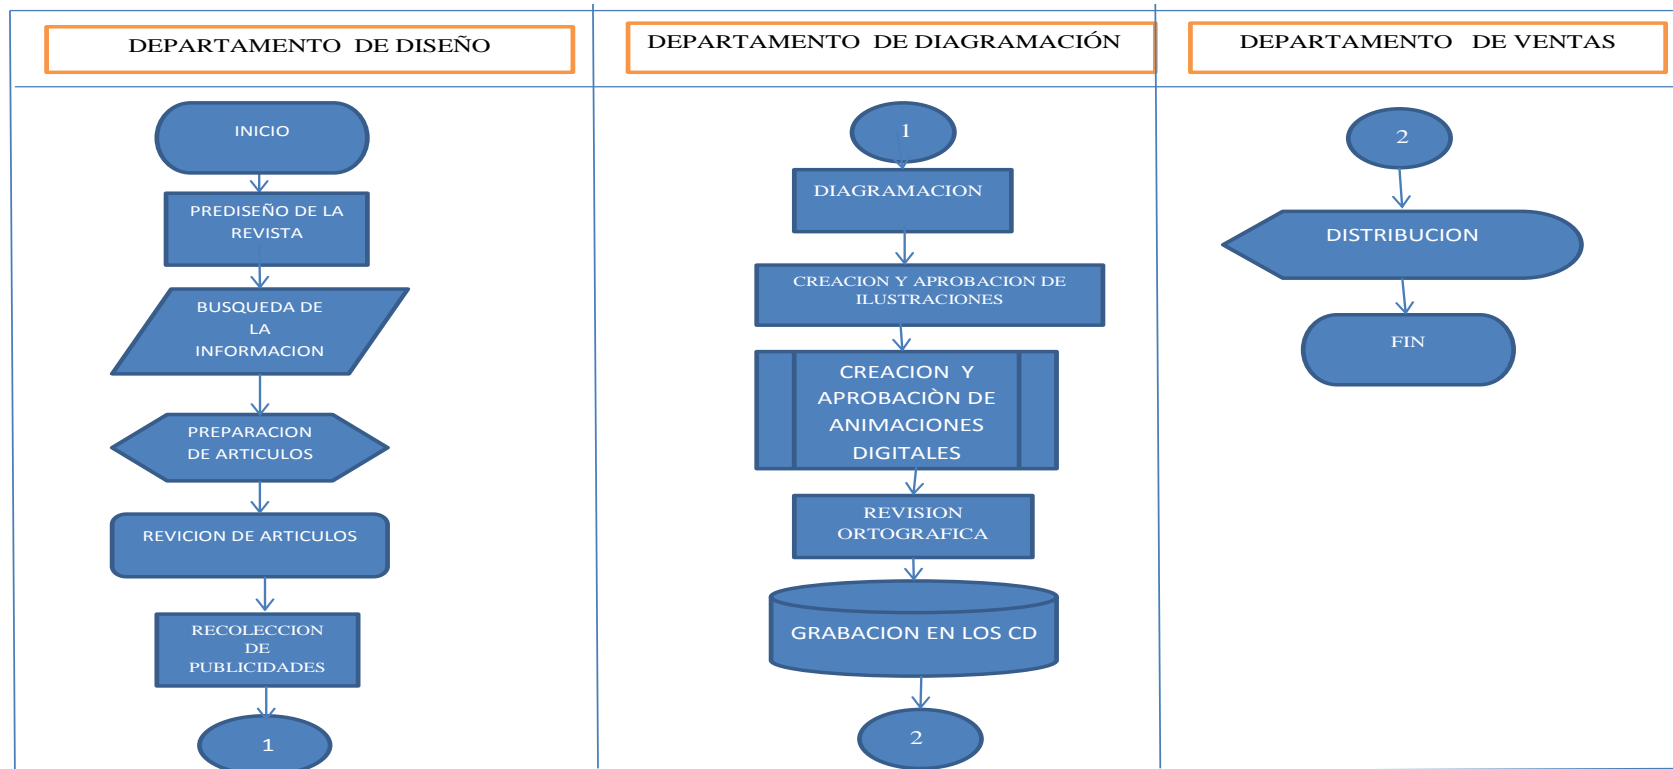 DEPARTAMENTO DE DISEÑO
INICIO
PREDISEÑO DE LA
REVISTA
BUSQUEDA DE
LA
INFORMACION
PREPARACION
DE ARTICULOS
REVICION DE ARTICULOS
RECOLECCION
DE
PUBLICIDADES
1
DEPARTAMENTO DE DIAGRAMACIÓN
1
DIAGRAMACION
CREACION Y APROBACION DE
ILUSTRACIONES
CREACION Y
APROBACIÒN DE
ANIMACIONES
DIGITALES
REVISION
ORTOGRAFICA
GRABACION EN LOS CD
2
DEPARTAMENTO DE VENTAS
2
DISTRIBUCION
FIN